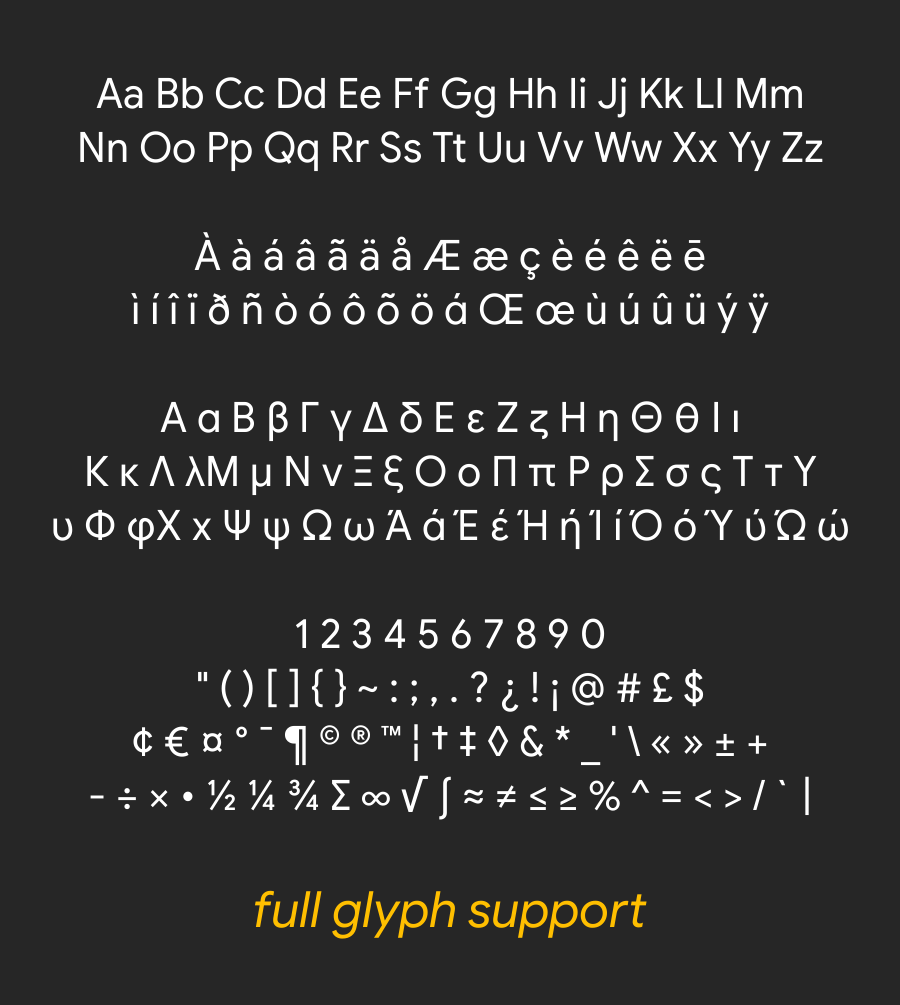 Aa Bb Cc Dd Ee Ff Gg Hh Ii Jj Kk Ll Mm
Nn Oo Pp Qq Rr Ss Tt Uu Vv Ww Xx Yy Zz
À à á â ã ä å Æ æ ç è é ê ë ē
ì í î ï ð ñ ò ó ô õ ö ά Œ œ ù ú û ü ý ÿ
Α α Β β Γ γ Δ δ Ε ε Ζ ζ Η η Θ θ Ι ι
Κ κ Λ λΜ μ Ν ν Ξ ξ Ο ο Π π Ρ ρ Σ σ ς Τ τ Υ
υ Φ φΧ x Ψ ψ Ω ω Ά ά Έ έ Ή ή Ί ί Ό ό Ύ ύ Ώ ώ
1 2 3 4 5 6 7 8 9 0
" ( ) [ ] { } ~ : ; , . ? ¿ ! ¡ @ # £ $
¢ € ¤ ° ¯ ¶ © ® ™ ¦ † ‡ ◊ & * _ ' \ « » ± +
- ÷ × • ½ ¼ ¾ Σ ∞ √ ∫ ≈ ≠ ≤ ≥ % ^ = < > / ` |
full glyph support